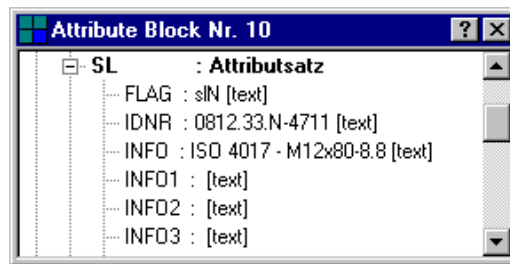 Attribute Block Nr. 10
SL : Attributsatz
FLAG : slN [text]
IDNR : 0812.33.N-4711 [text]
INFO : ISO 4017 - M12x80-8.8 [text]
INFO1 : [text]
INFO2 : [text]
INFO3 : [text]